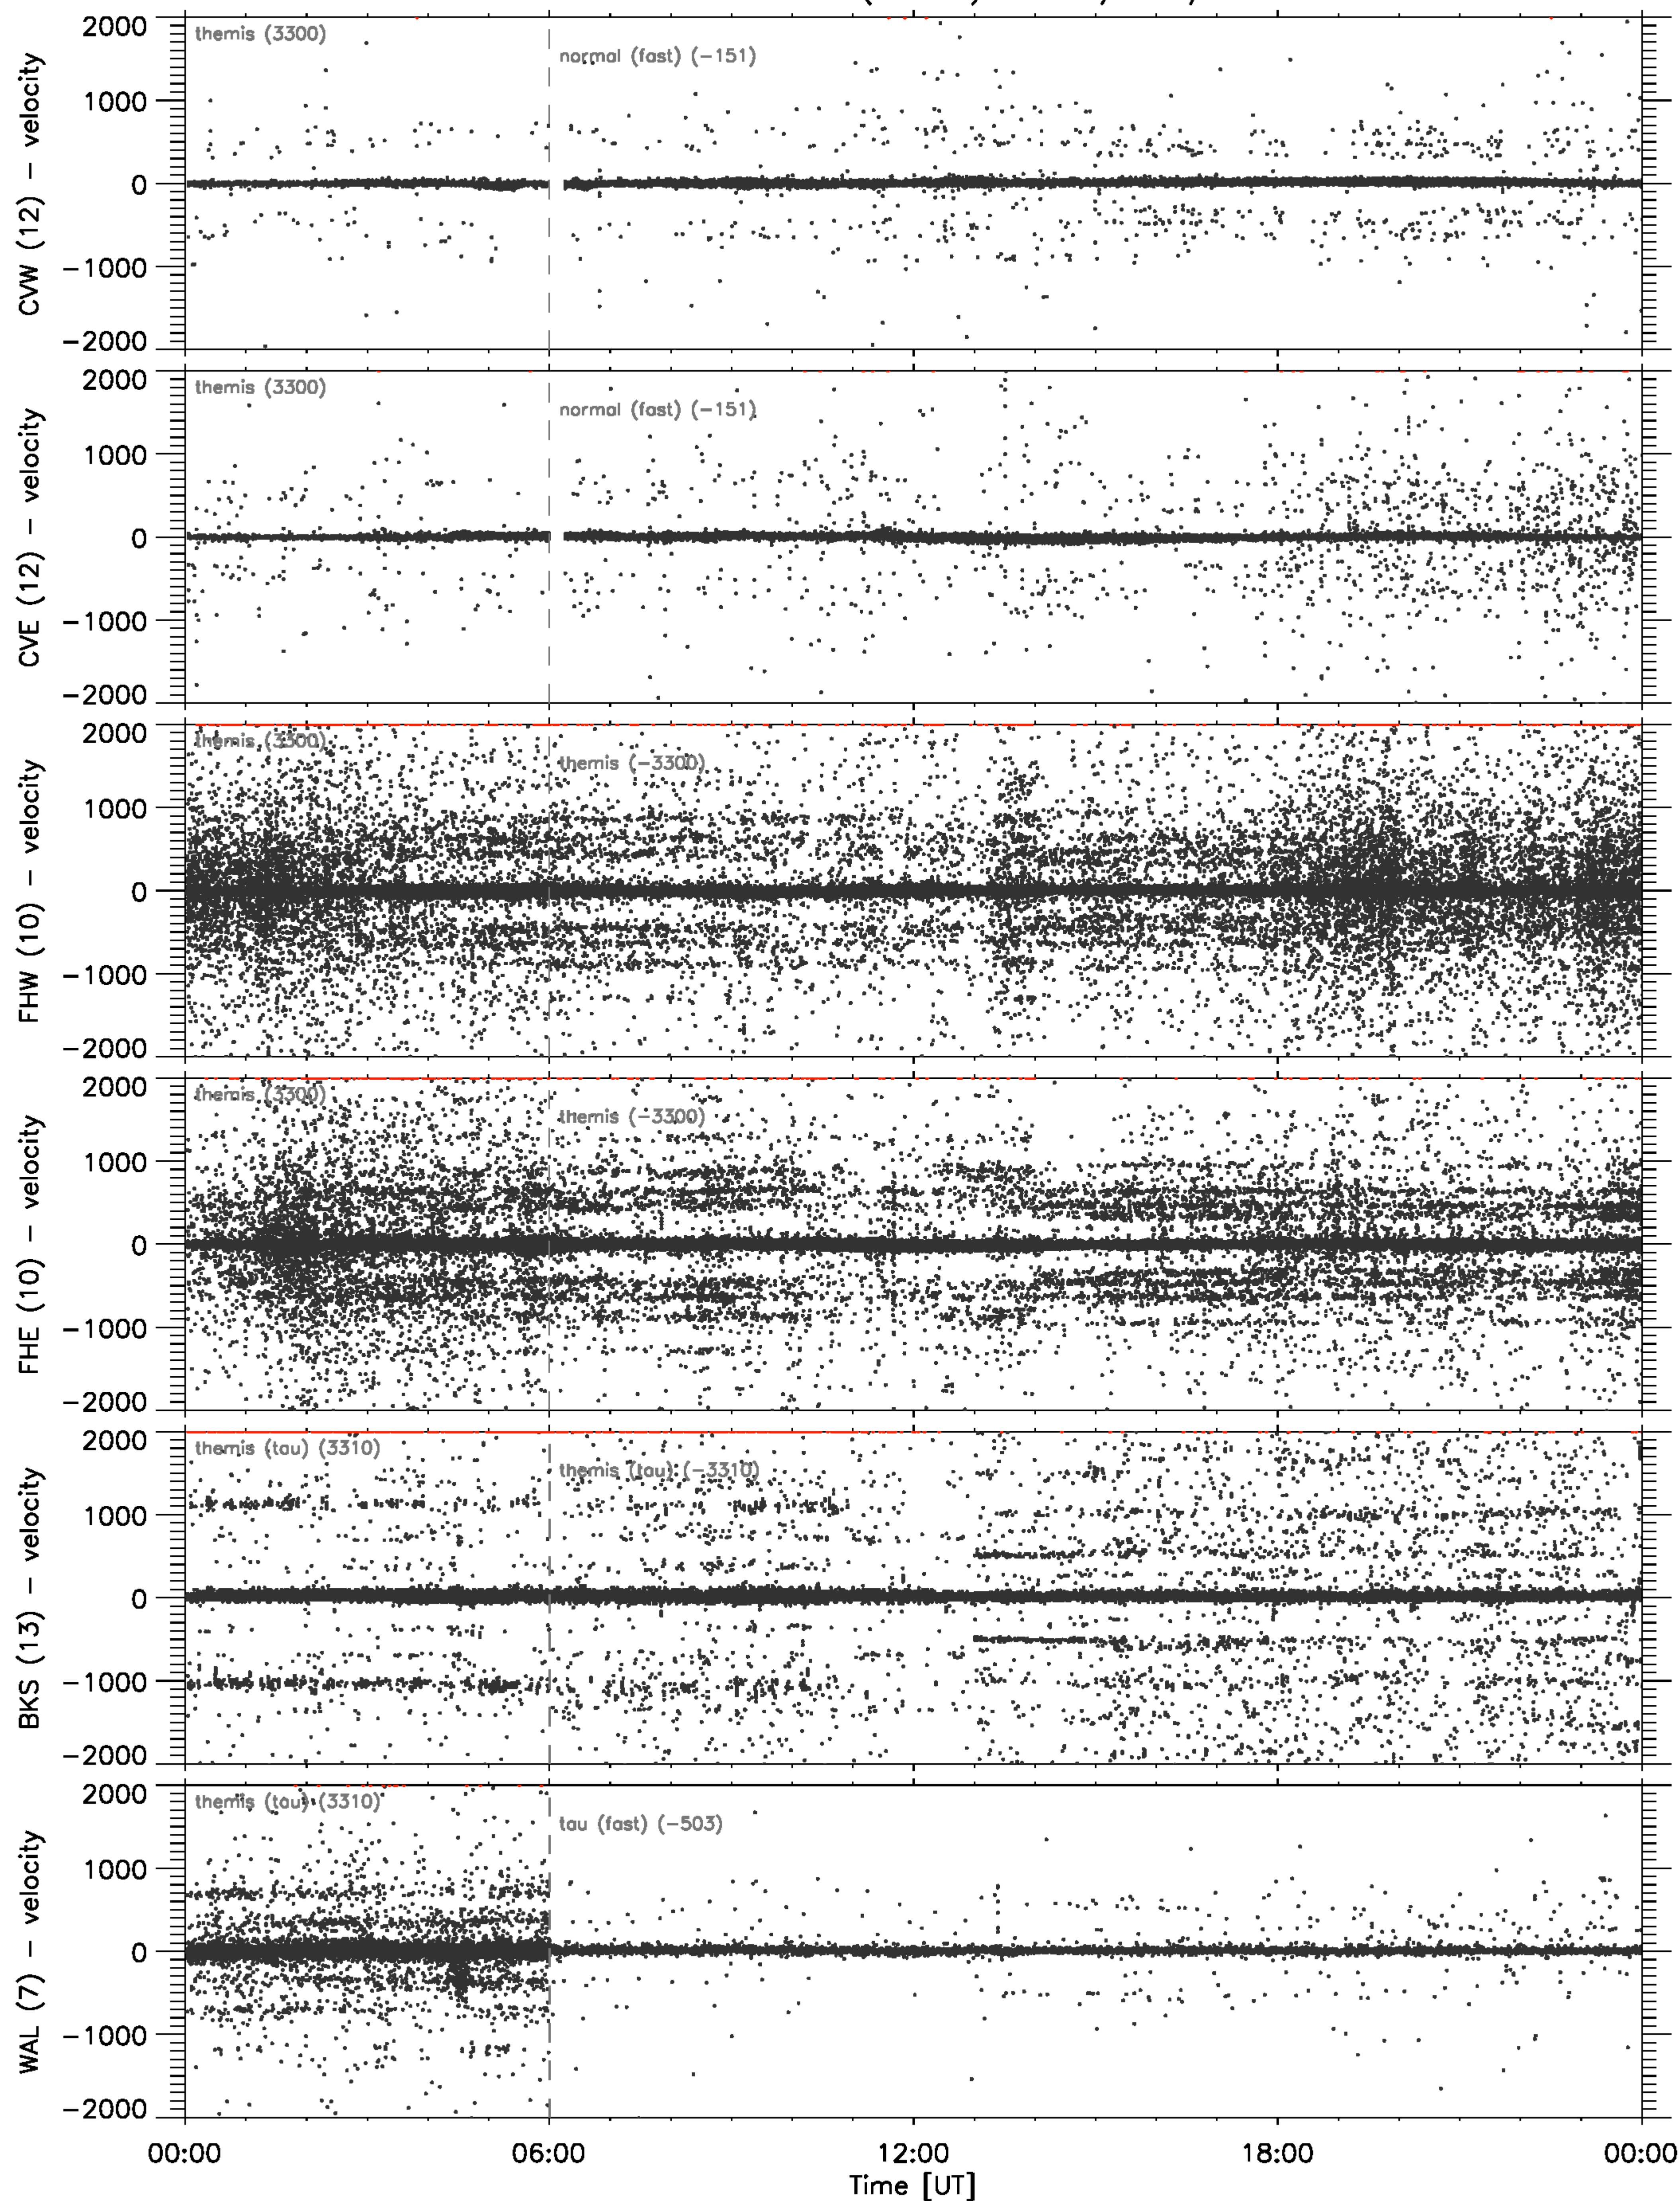 2000
themis (3300)
normal (fast) (−151)
1000
0
−1000
−2000
CVW (12) − velocity
2000
themis (3300)
normal (fast) (−151)
1000
0
−1000
−2000
CVE (12) − velocity
2000
themis (3300)
themis (−3300)
1000
0
−1000
−2000
FHW (10) − velocity
2000
themis (3300)
themis (−3300)
1000
0
−1000
−2000
FHE (10) − velocity
2000
themis (tau) (3310)
themis (tau) (−3310)
1000
0
−1000
−2000
BKS (13) − velocity
2000
themis (tau) (3310)
tau (fast) (−503)
1000
0
−1000
−2000
WAL (7) − velocity
00:00 06:00 12:00 18:00 00:00
Time [UT]